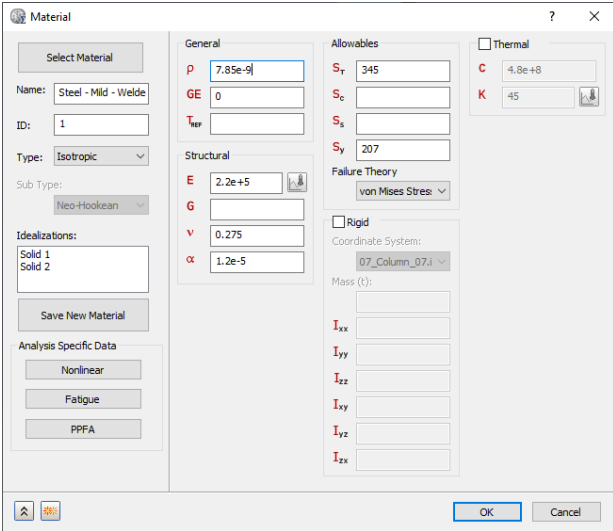 Material
? X
Select Material
Name: Steel - Mild - Welde
ID: 1
Type: Isotropic
Sub Type:
Neo-Hookean
Idealizations:
Solid 1
Solid 2
Save New Material
Analysis Specific Data
Nonlinear
Fatigue
PPFA
General
ρ 7.85e-9
GE 0
TREF
Structural
E 2.2e+5
G
ν 0.275
α 1.2e-5
Allowables
ST 345
Sc
Ss
Sy 207
Failure Theory
von Mises Stres:
Rigid
Coordinate System:
07_Column_07.i
Mass (t):
Ixx
Iyy
Izz
Ixy
Iyz
Izx
Thermal
C 4.8e+8
K 45
OK Cancel